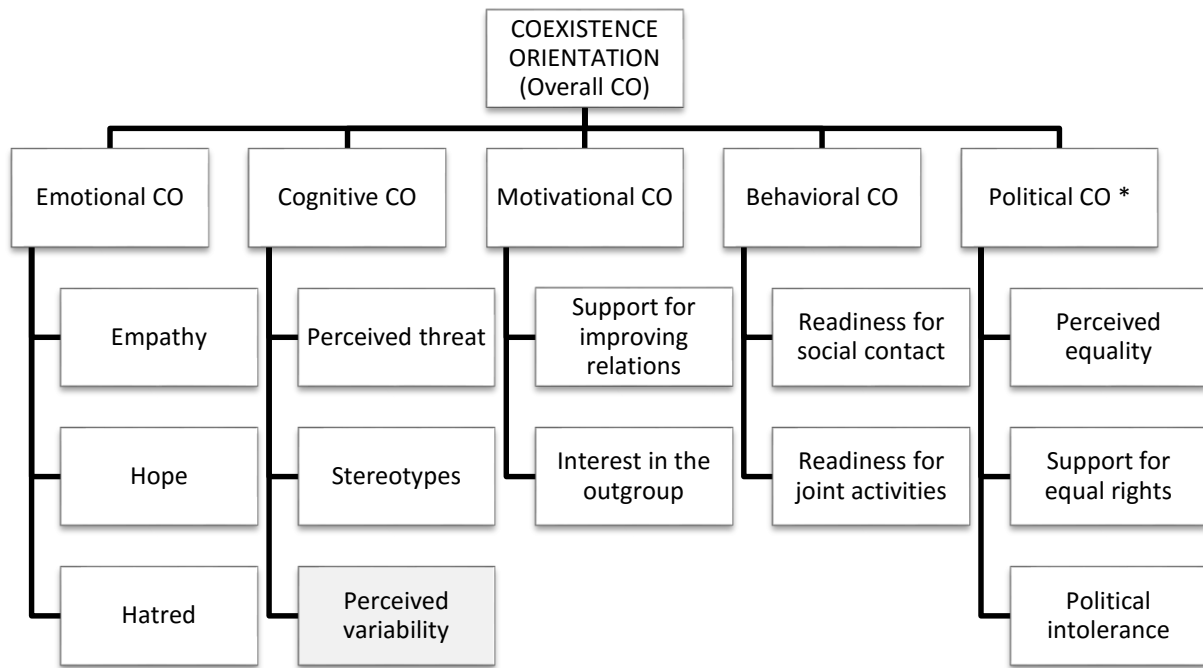 COEXISTENCE
ORIENTATION
(Overall CO)
Emotional CO
Cognitive CO
Motivational CO
Behavioral CO
Political CO *
Empathy
Hope
Hatred
Perceived threat
Stereotypes
Perceived
variability
Support for
improving
relations
Interest in the
outgroup
Readiness for
social contact
Readiness for
joint activities
Perceived
equality
Support for
equal rights
Political
intolerance